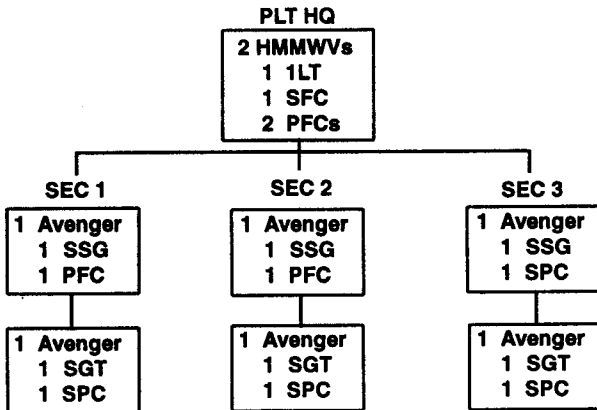 PLT HQ
2 HMMWVs
1 1LT
1 SFC
2 PFCs
SEC 1
1 Avenger
1 SSG
1 PFC
1 Avenger
1 SGT
1 SPC
SEC 2
1 Avenger
1 SSG
1 PFC
1 Avenger
1 SGT
1 SPC
SEC 3
1 Avenger
1 SSG
1 SPC
1 Avenger
1 SGT
1 SPC